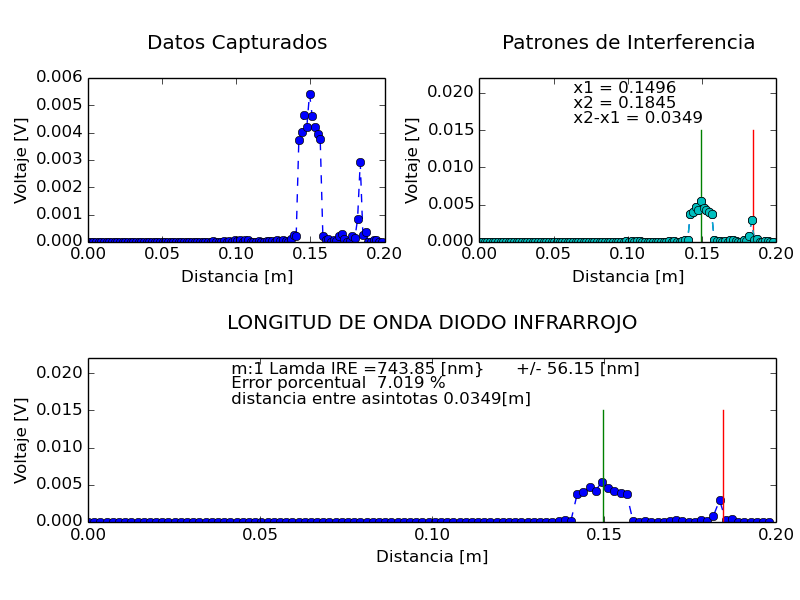 Datos Capturados
Voltaje [V]
0.006
0.005
0.004
0.003
0.002
0.001
0.000
0.00 0.05 0.10 0.15 0.20
Distancia [m]
Patrones de Interferencia
Voltaje [V]
0.020
0.015
0.010
0.005
0.000
x1 = 0.1496
x2 = 0.1845
x2-x1 = 0.0349
0.00 0.05 0.10 0.15 0.20
Distancia [m]
LONGITUD DE ONDA DIODO INFRARROJO
Voltaje [V]
0.020
0.015
0.010
0.005
0.000
m:1 Lamda IRE =743.85 [nm} +/- 56.15 [nm]
Error porcentual 7.019 %
distancia entre asintotas 0.0349[m]
0.00 0.05 0.10 0.15 0.20
Distancia [m]